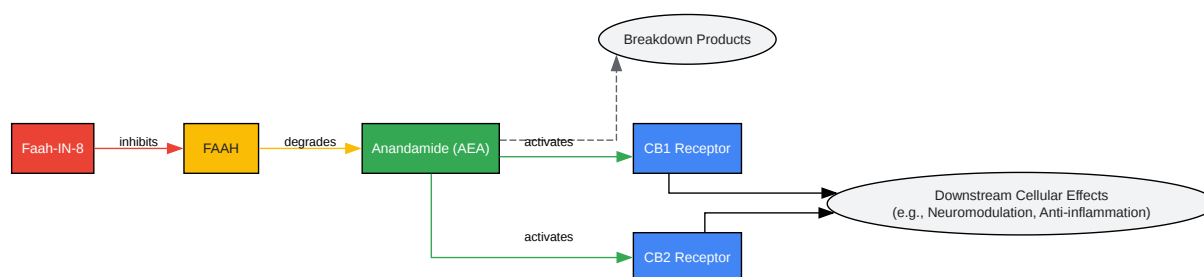 Breakdown Products
Faah-IN-8
inhibits
FAAH
degrades
Anandamide (AEA)
activates
CB1 Receptor
Downstream Cellular Effects
(e.g., Neuromodulation, Anti-inflammation)
activates
CB2 Receptor